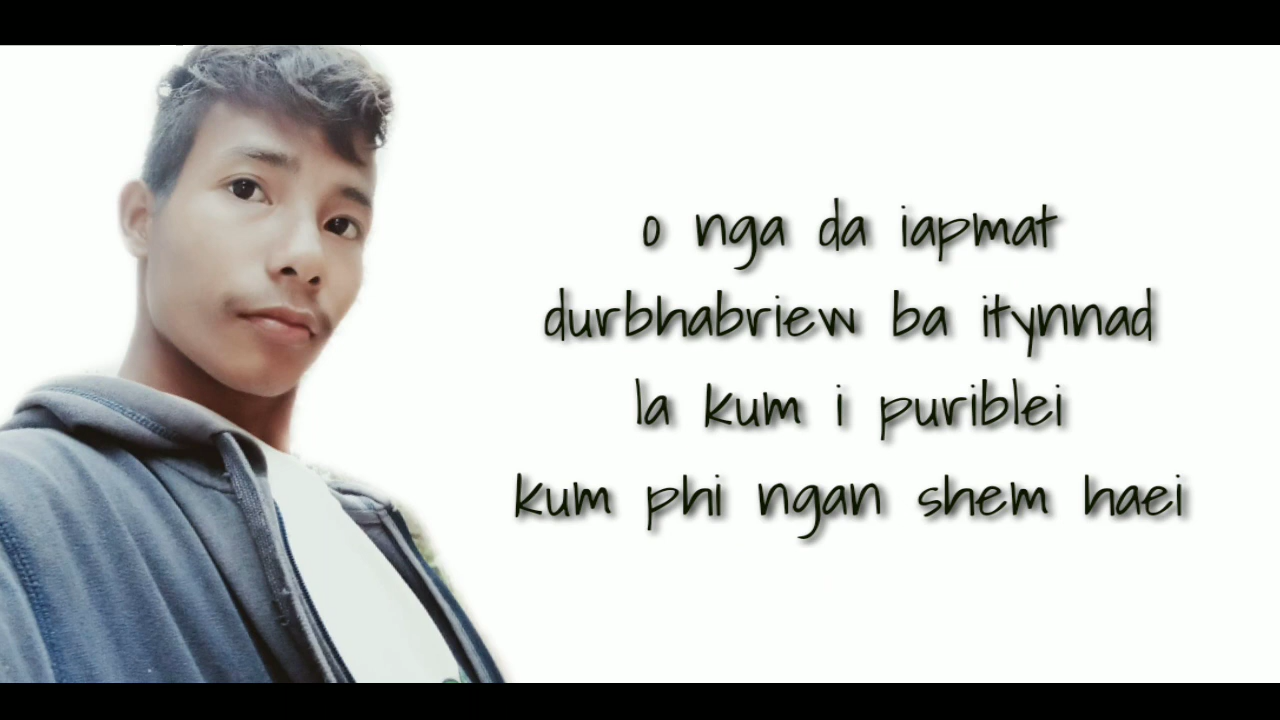 o nga da iapmat
durbhabriew ba itynnad
la kum i puriblei
kum phi ngan shem haei